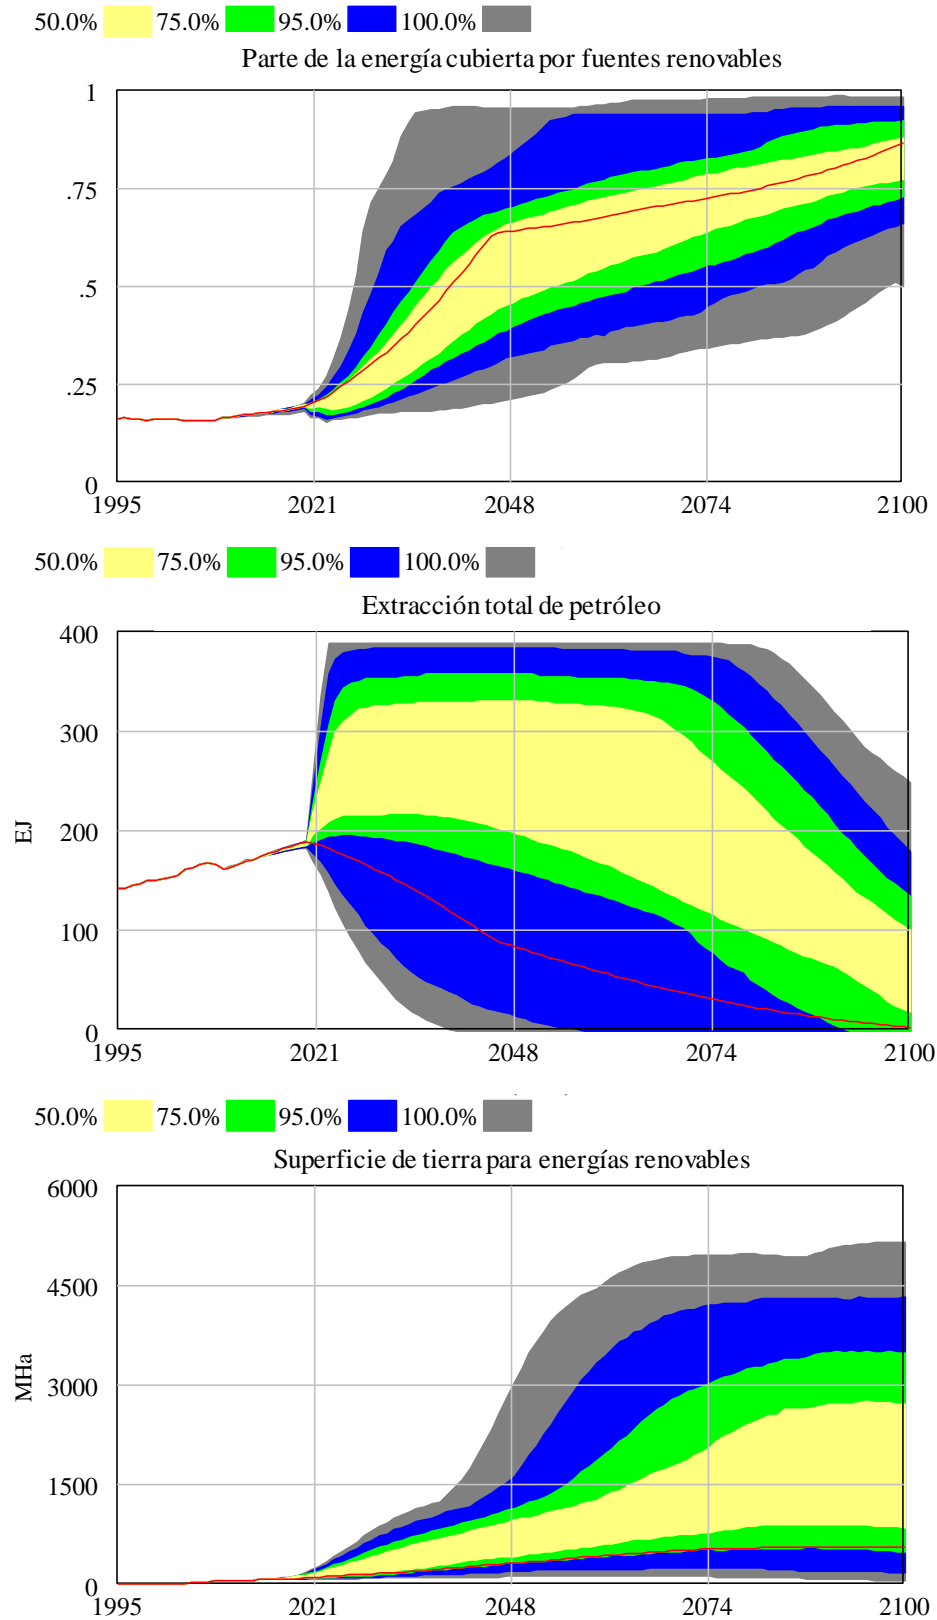 50.0% 75.0% 95.0% 100.0%
Parte de la energía cubierta por fuentes renovables
1
.75
.5
.25
0
1995 2021 2048 2074 2100
50.0% 75.0% 95.0% 100.0%
Extracción total de petróleo
400
300
EJ
200
100
0
1995 2021 2048 2074 2100
50.0% 75.0% 95.0% 100.0%
Superficie de tierra para energías renovables
6000
4500
MHa
3000
1500
0
1995 2021 2048 2074 2100